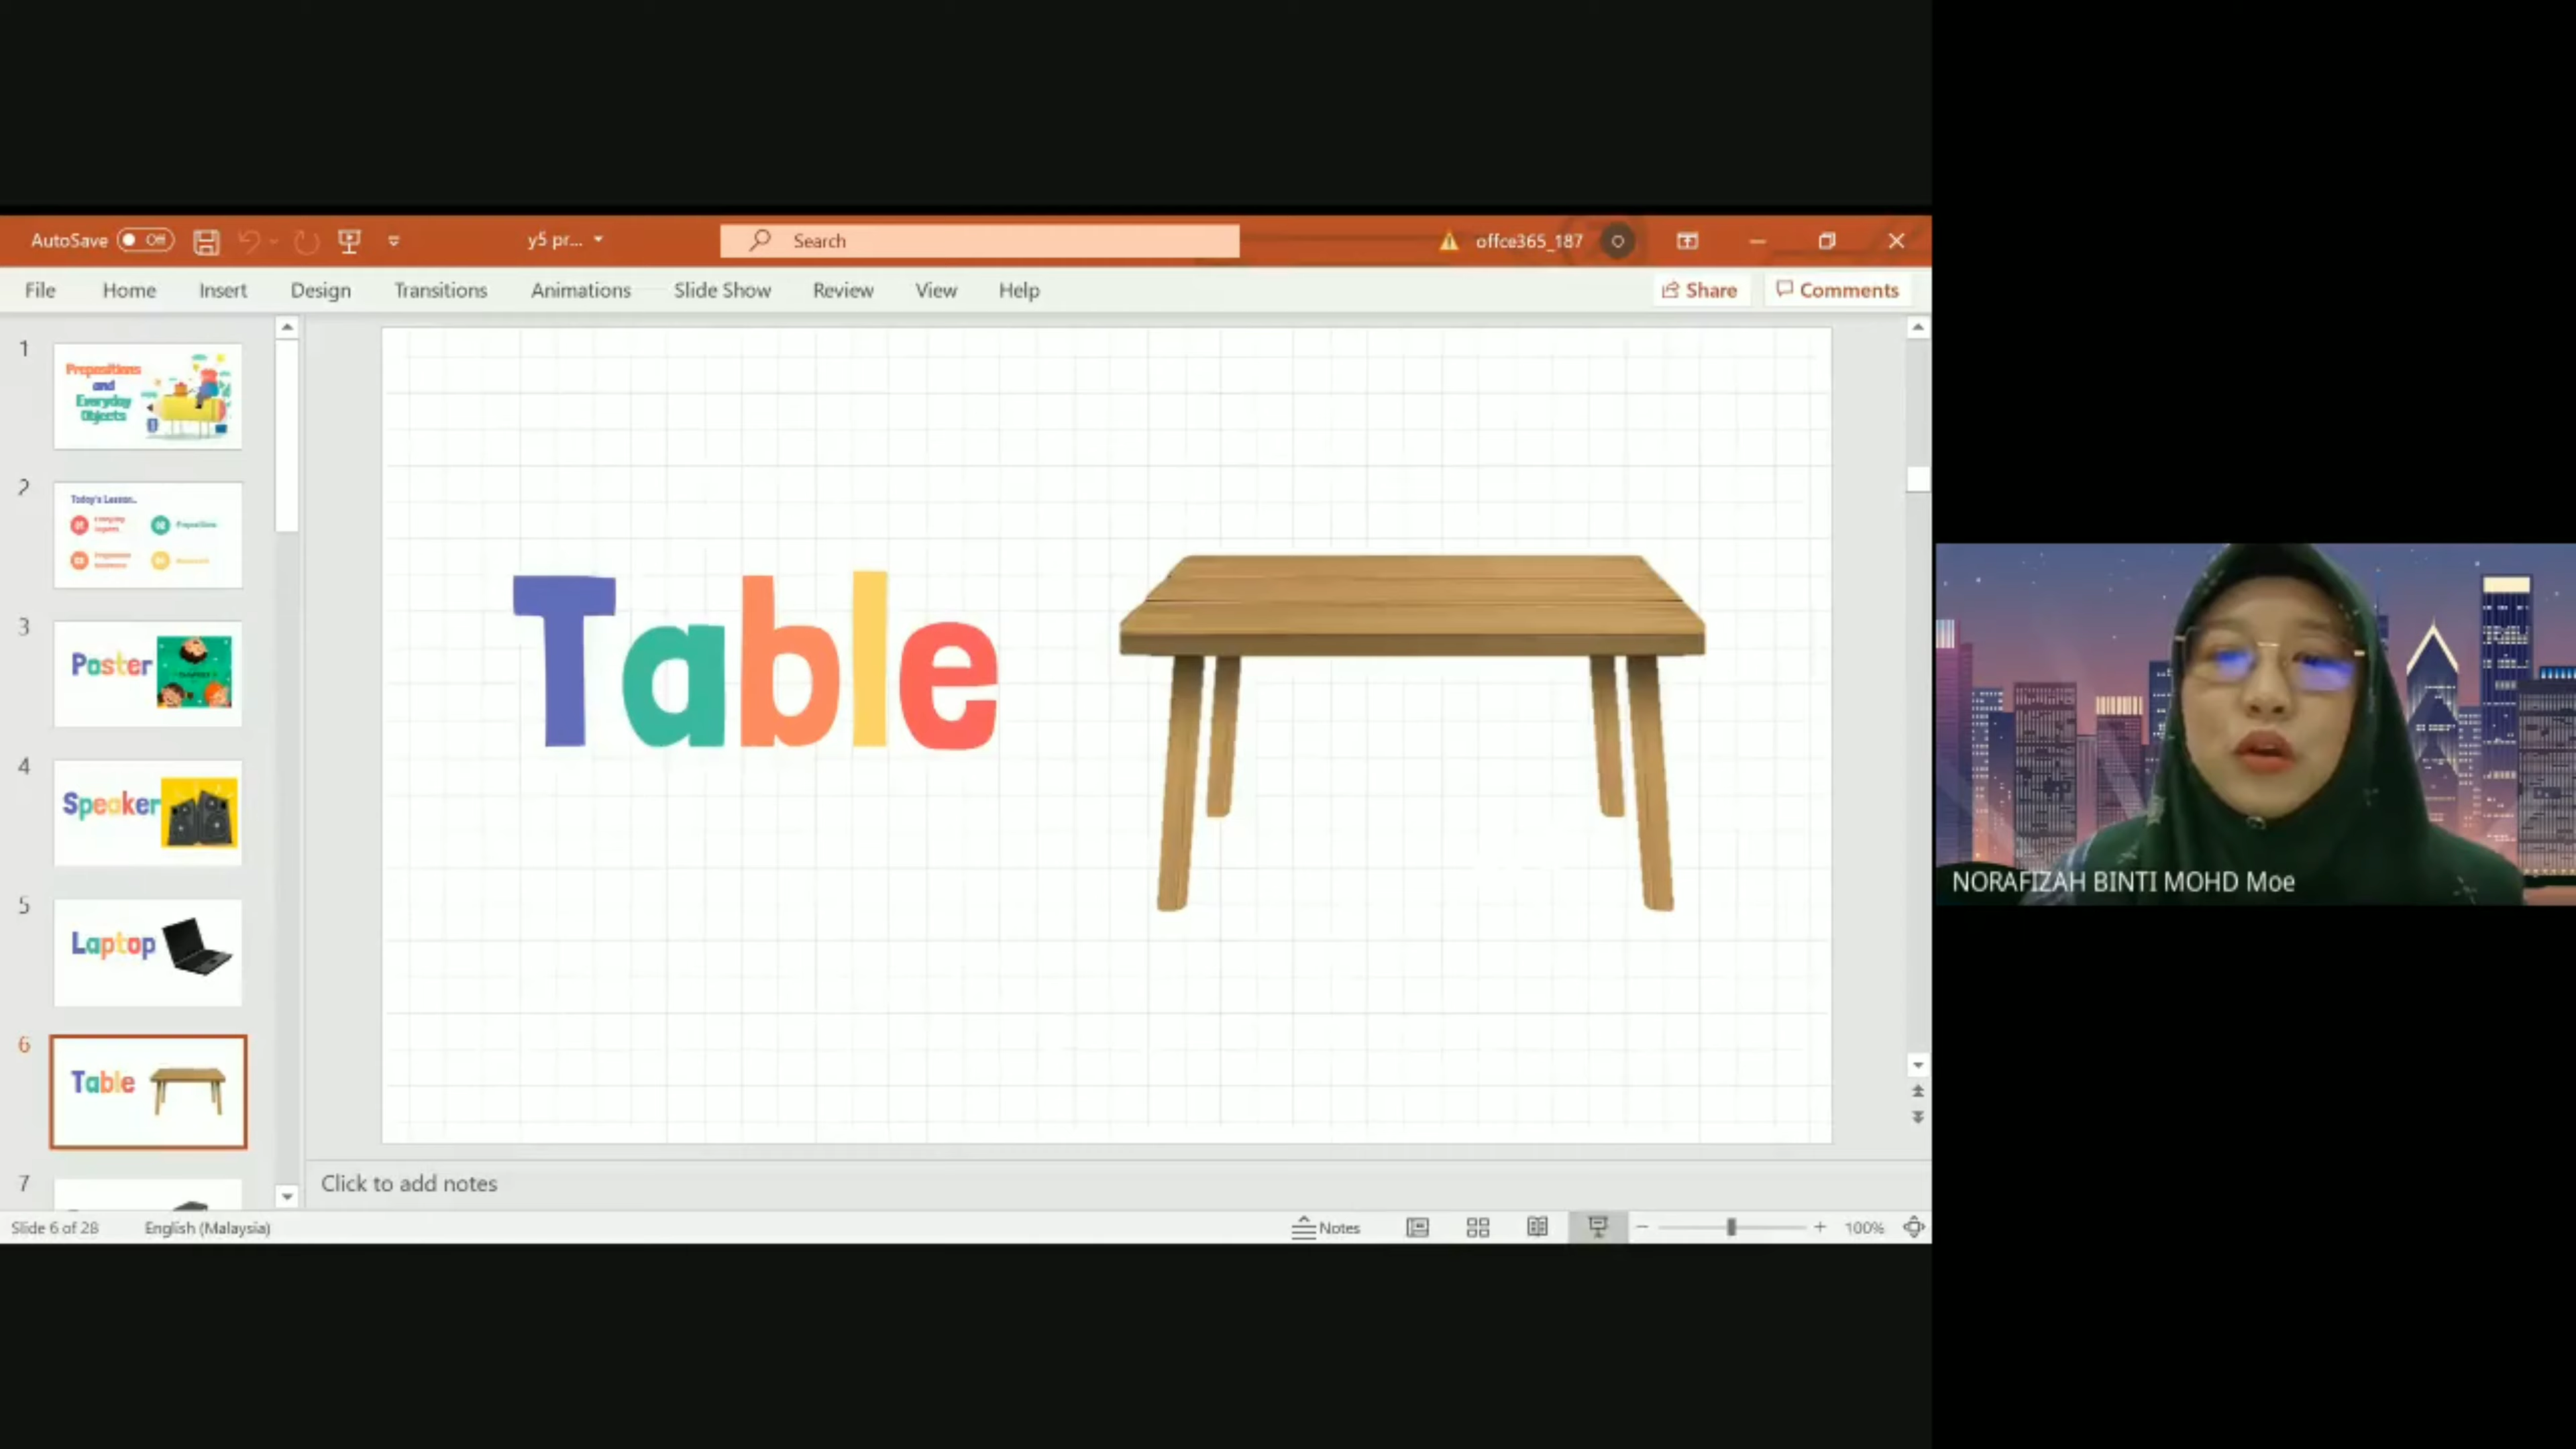 AutoSave Off y5 pr... Search offce365_187
File Home Insert Design Transitions Animations Slide Show Review View Help Share Comments
1
Prepositions
and
Everyday
Objects
2
Today's Lesson..
3
Poster
4
Speaker
5
Laptop
6
Table
7
Table
Click to add notes
Slide 6 of 28 English (Malaysia) Notes 100%
NORAFIZAH BINTI MOHD Moe